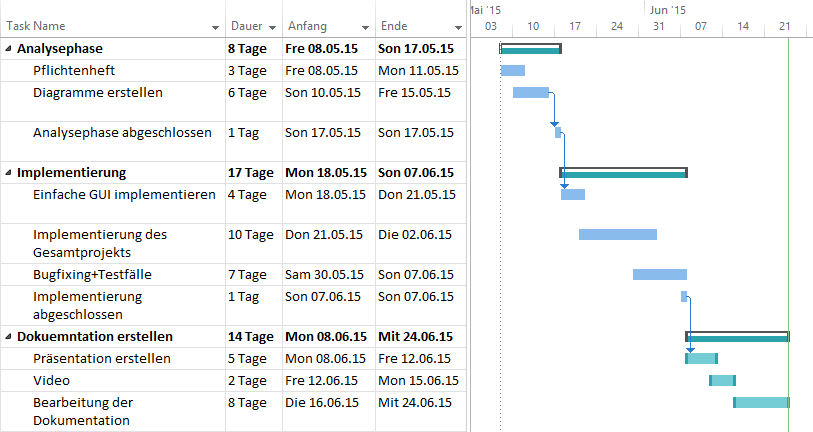 Mai '15 Jun '15
Task Name Dauer Anfang Ende 03 10 17 24 31 07 14 21
Analysephase 8 Tage Fre 08.05.15 Son 17.05.15
Pflichtenheft 3 Tage Fre 08.05.15 Mon 11.05.15
Diagramme erstellen 6 Tage Son 10.05.15 Fre 15.05.15
Analysephase abgeschlossen 1 Tag Son 17.05.15 Son 17.05.15
Implementierung 17 Tage Mon 18.05.15 Son 07.06.15
Einfache GUI implementieren 4 Tage Mon 18.05.15 Don 21.05.15
Implementierung des 10 Tage Don 21.05.15 Die 02.06.15
Gesamtprojekts
Bugfixing+Testfälle 7 Tage Sam 30.05.15 Son 07.06.15
Implementierung 1 Tag Son 07.06.15 Son 07.06.15
abgeschlossen
Dokuemntation erstellen 14 Tage Mon 08.06.15 Mit 24.06.15
Präsentation erstellen 5 Tage Mon 08.06.15 Fre 12.06.15
Video 2 Tage Fre 12.06.15 Mon 15.06.15
Bearbeitung der 8 Tage Die 16.06.15 Mit 24.06.15
Dokumentation